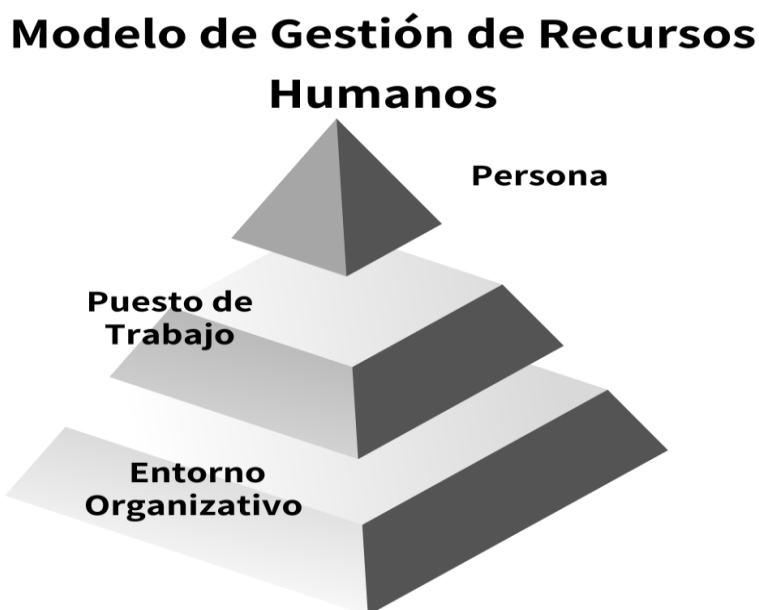 Modelo de Gestión de Recursos
Humanos
Persona
Puesto de
Trabajo
Entorno
Organizativo